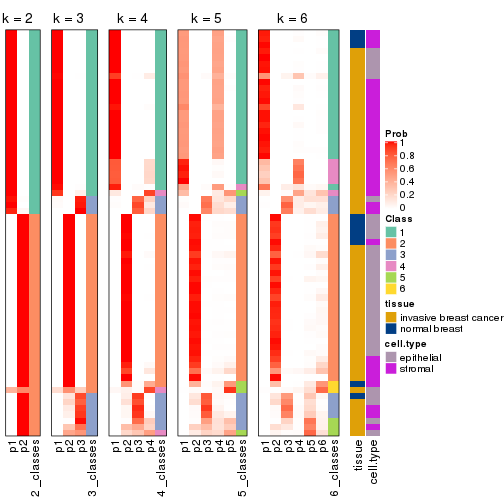 k = 2
k = 3
k = 4
k = 5
k = 6
Prob
1
0.8
0.6
0.4
0.2
0
Class
1
2
3
4
5
6
tissue
invasive breast cancer
normal breast
cell.type
epithelial
stromal
p1
p2
2_classes
p1
p2
p3
3_classes
p1
p2
p3
p4
4_classes
p1
p2
p3
p4
p5
5_classes
p1
p2
p3
p4
p5
p6
6_classes
tissue
cell.type